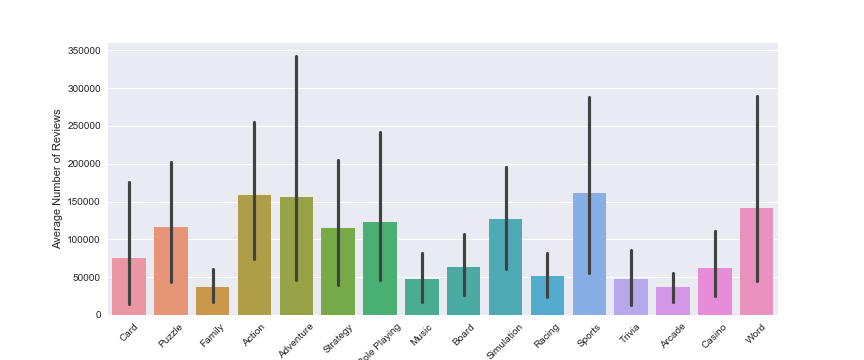 350000
300000
250000
200000
150000
100000
50000
0
Average Number of Reviews
Card
Puzzle
Family
Action
Adventure
Strategy
Role Playing
Music
Board
Simulation
Racing
Sports
Trivia
Arcade
Casino
Word